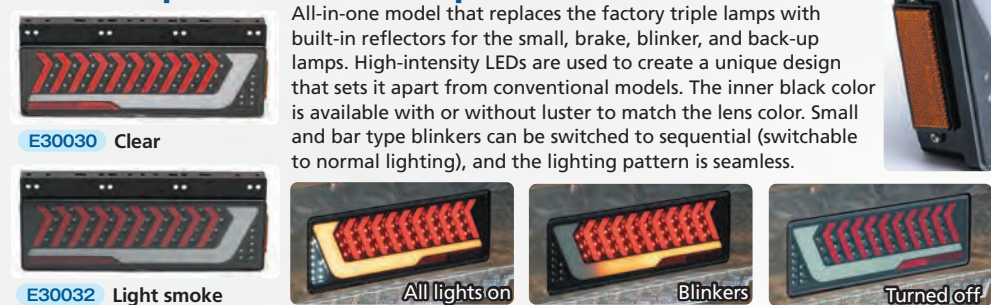 All-in-one model that replaces the factory triple lamps with
built-in reflectors for the small, brake, blinker, and back-up
lamps. High-intensity LEDs are used to create a unique design
that sets it apart from conventional models. The inner black color
is available with or without luster to match the lens color. Small
and bar type blinkers can be switched to sequential (switchable
to normal lighting), and the lighting pattern is seamless.
E30030 Clear
E30032 Light smoke
All lights on
Blinkers
Turned off